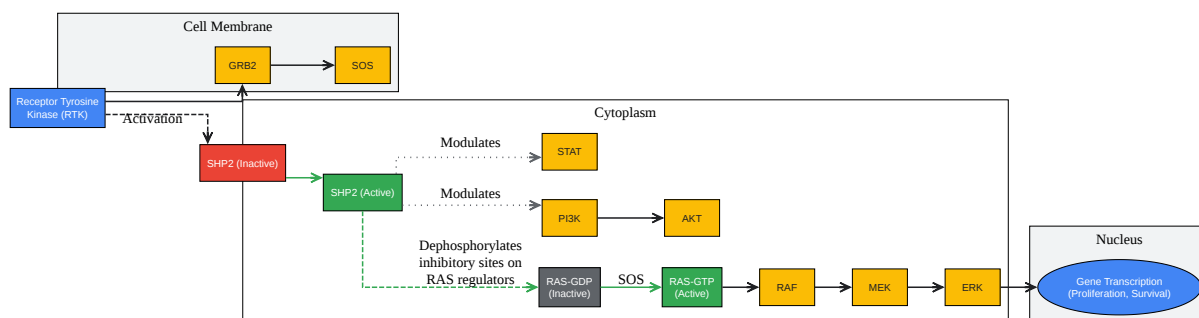 Cell Membrane
GRB2
SOS
Receptor Tyrosine
Kinase (RTK)
Activation
Cytoplasm
SHP2 (Inactive)
SHP2 (Active)
Modulates
STAT
Modulates
PI3K
AKT
Dephosphorylates
inhibitory sites on
RAS regulators
RAS-GDP
(Inactive)
SOS
RAS-GTP
(Active)
RAF
MEK
ERK
Nucleus
Gene Transcription
(Proliferation, Survival)